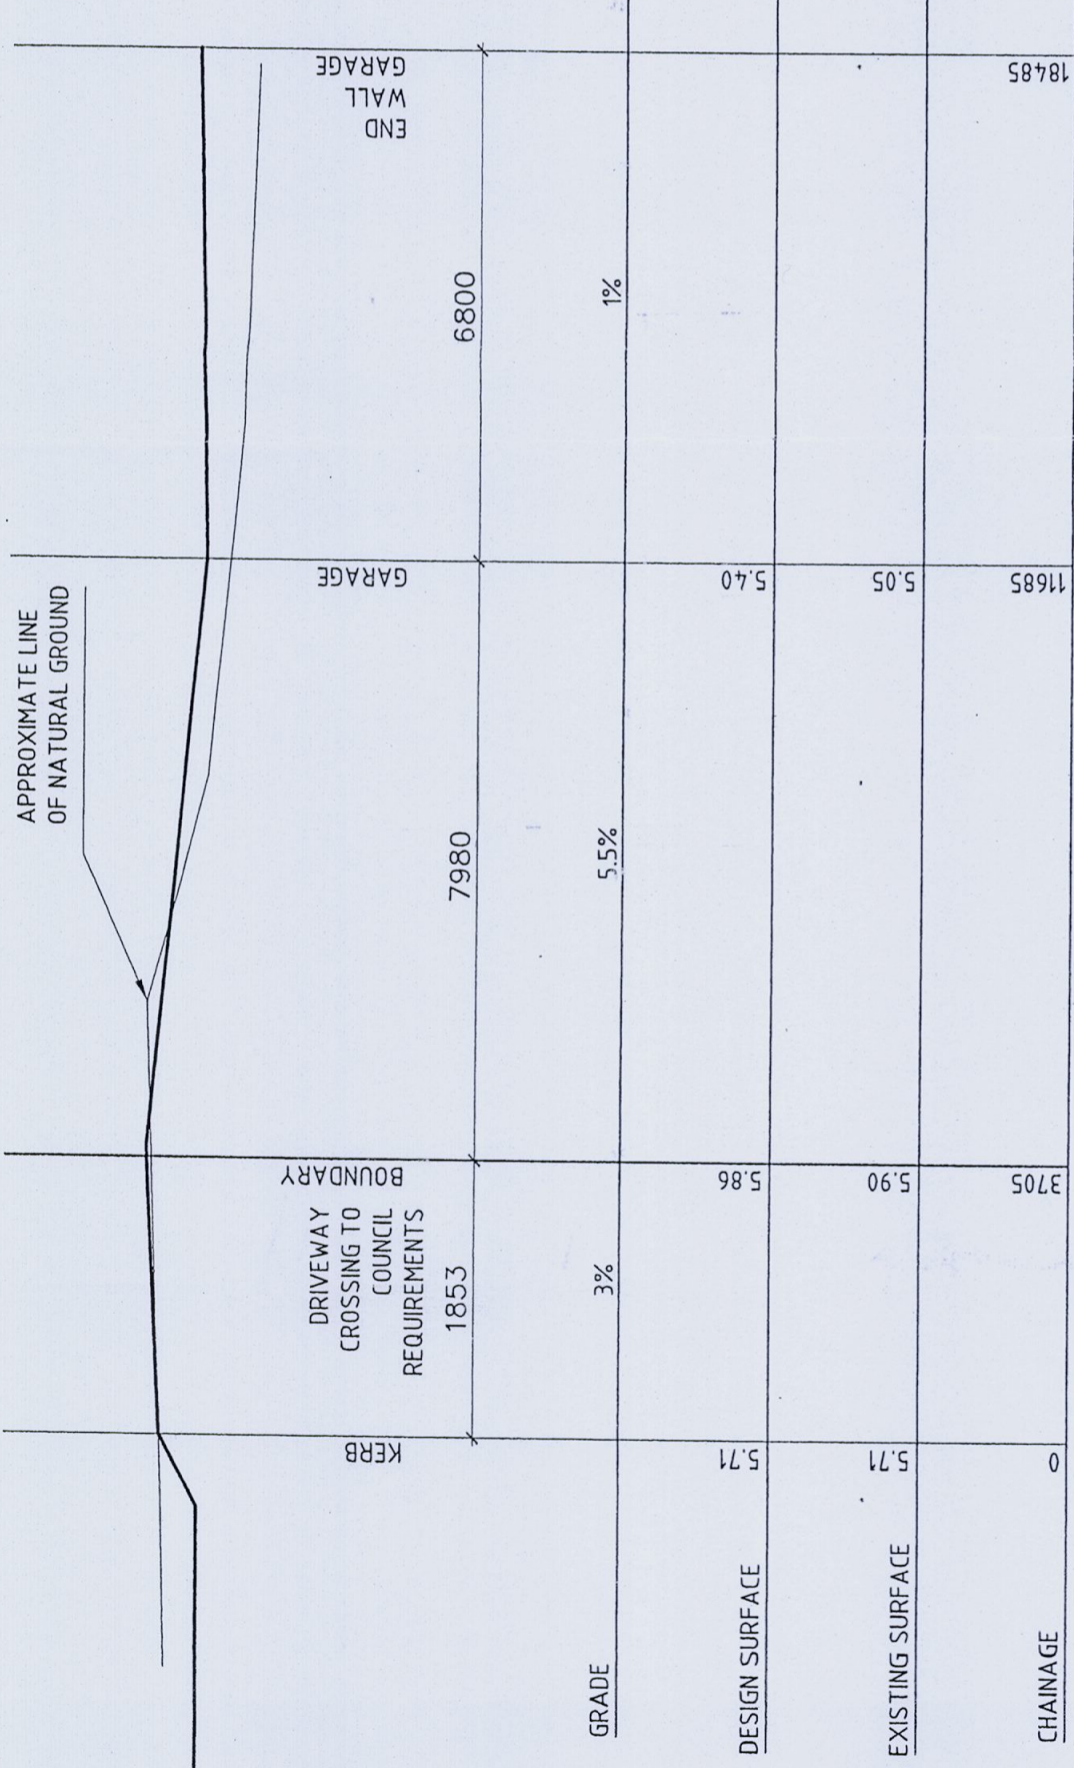 APPROXIMATE LINE
OF NATURAL GROUND
KERB
DRIVEWAY
CROSSING TO
COUNCIL
REQUIREMENTS
BOUNDARY
GARAGE
END
WALL
GARAGE
1853
7980
6800
GRADE
3%
5.5%
1%
DESIGN SURFACE
5.71
5.86
5.40
EXISTING SURFACE
5.71
5.90
5.05
CHAINAGE
0
3705
11685
18485